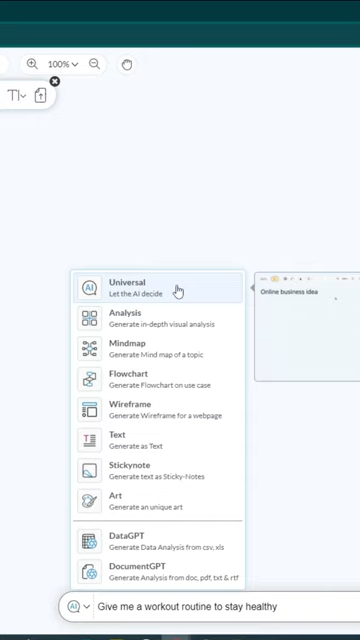 100%
T
AI
Universal
Let the AI decide
Online business idea
Analysis
Generate in-depth visual analysis
Mindmap
Generate Mind map of a topic
Flowchart
Generate Flowchart on use case
Wireframe
Generate Wireframe for a webpage
Text
Generate as Text
Stickynote
Generate text as Sticky-Notes
Art
Generate an unique art
DataGPT
Generate Data Analysis from csv, xls
DocumentGPT
Generate Analysis from doc, pdf, txt & rtf
AI Give me a workout routine to stay healthy